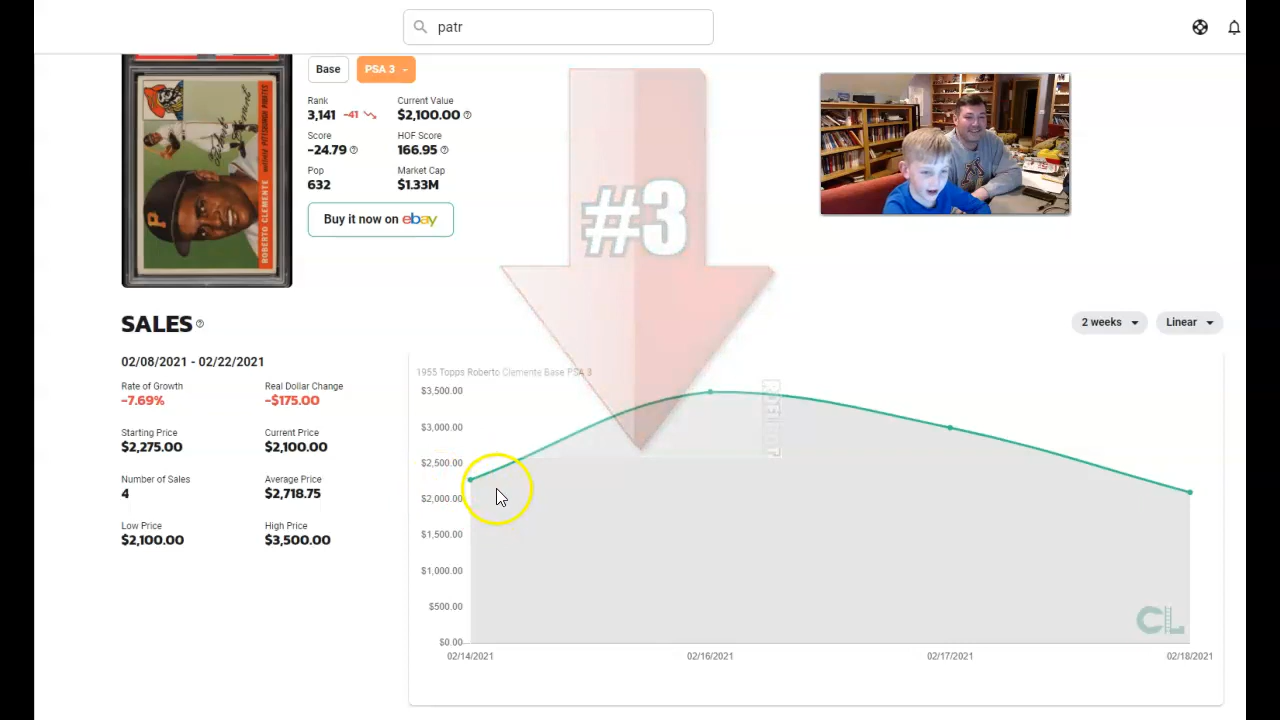 patr
Base
PSA 3
Rank
Current Value
3,141 -41
$2,100.00
Score
HOF Score
-24.79
166.95
Pop
Market Cap
632
$1.33M
Buy it now on ebay
#3
P
ROBERTO CLEMENTE
outfield PITTSBURGH PIRATES
SALES
2 weeks
Linear
02/08/2021 - 02/22/2021
Rate of Growth
Real Dollar Change
-7.69%
-$175.00
Starting Price
Current Price
$2,275.00
$2,100.00
Number of Sales
Average Price
4
$2,718.75
Low Price
High Price
$2,100.00
$3,500.00
1955 Topps Roberto Clemente Base PSA 3
$3,500.00
$3,000.00
$2,500.00
$2,000.00
$1,500.00
$1,000.00
$500.00
$0.00
02/14/2021
02/16/2021
02/17/2021
02/18/2021
CL